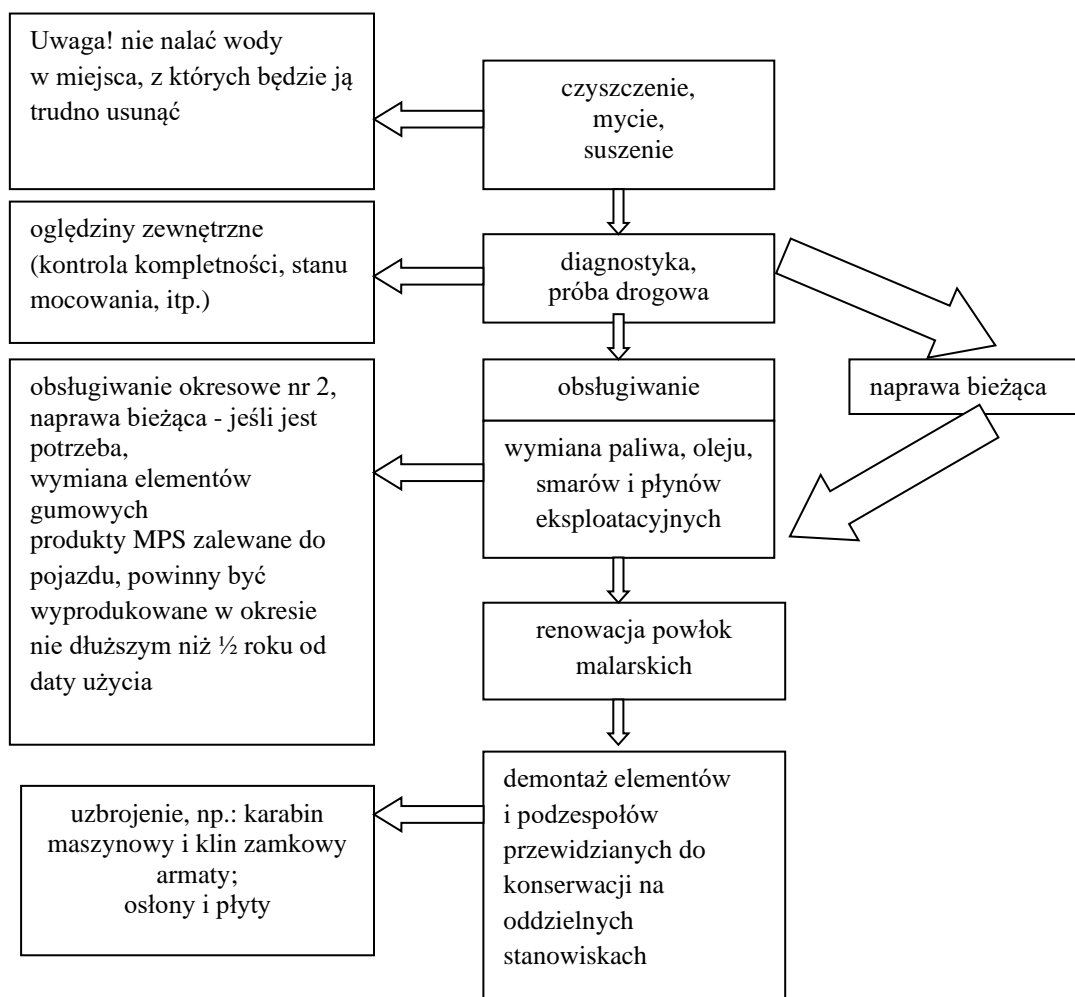 Uwaga! nie nalać wody
w miejsca, z których będzie ją
trudno usunąć
czyszczenie,
mycie,
suszenie
oględziny zewnętrzne
(kontrola kompletności, stanu
mocowania, itp.)
diagnostyka,
próba drogowa
obsługiwanie okresowe nr 2,
naprawa bieżąca - jeśli jest
potrzeba,
wymiana elementów
gumowych
produkty MPS zalewane do
pojazdu, powinny być
wyprodukowane w okresie
nie dłuższym niż ½ roku od
daty użycia
obsługiwanie
wymiana paliwa, oleju,
smarów i płynów
eksploatacyjnych
naprawa bieżąca
renowacja powłok
malarskich
uzbrojenie, np.: karabin
maszynowy i klin zamkowy
armaty;
osłony i płyty
demontaż elementów
i podzespołów
przewidzianych do
konserwacji na
oddzielnych
stanowiskach